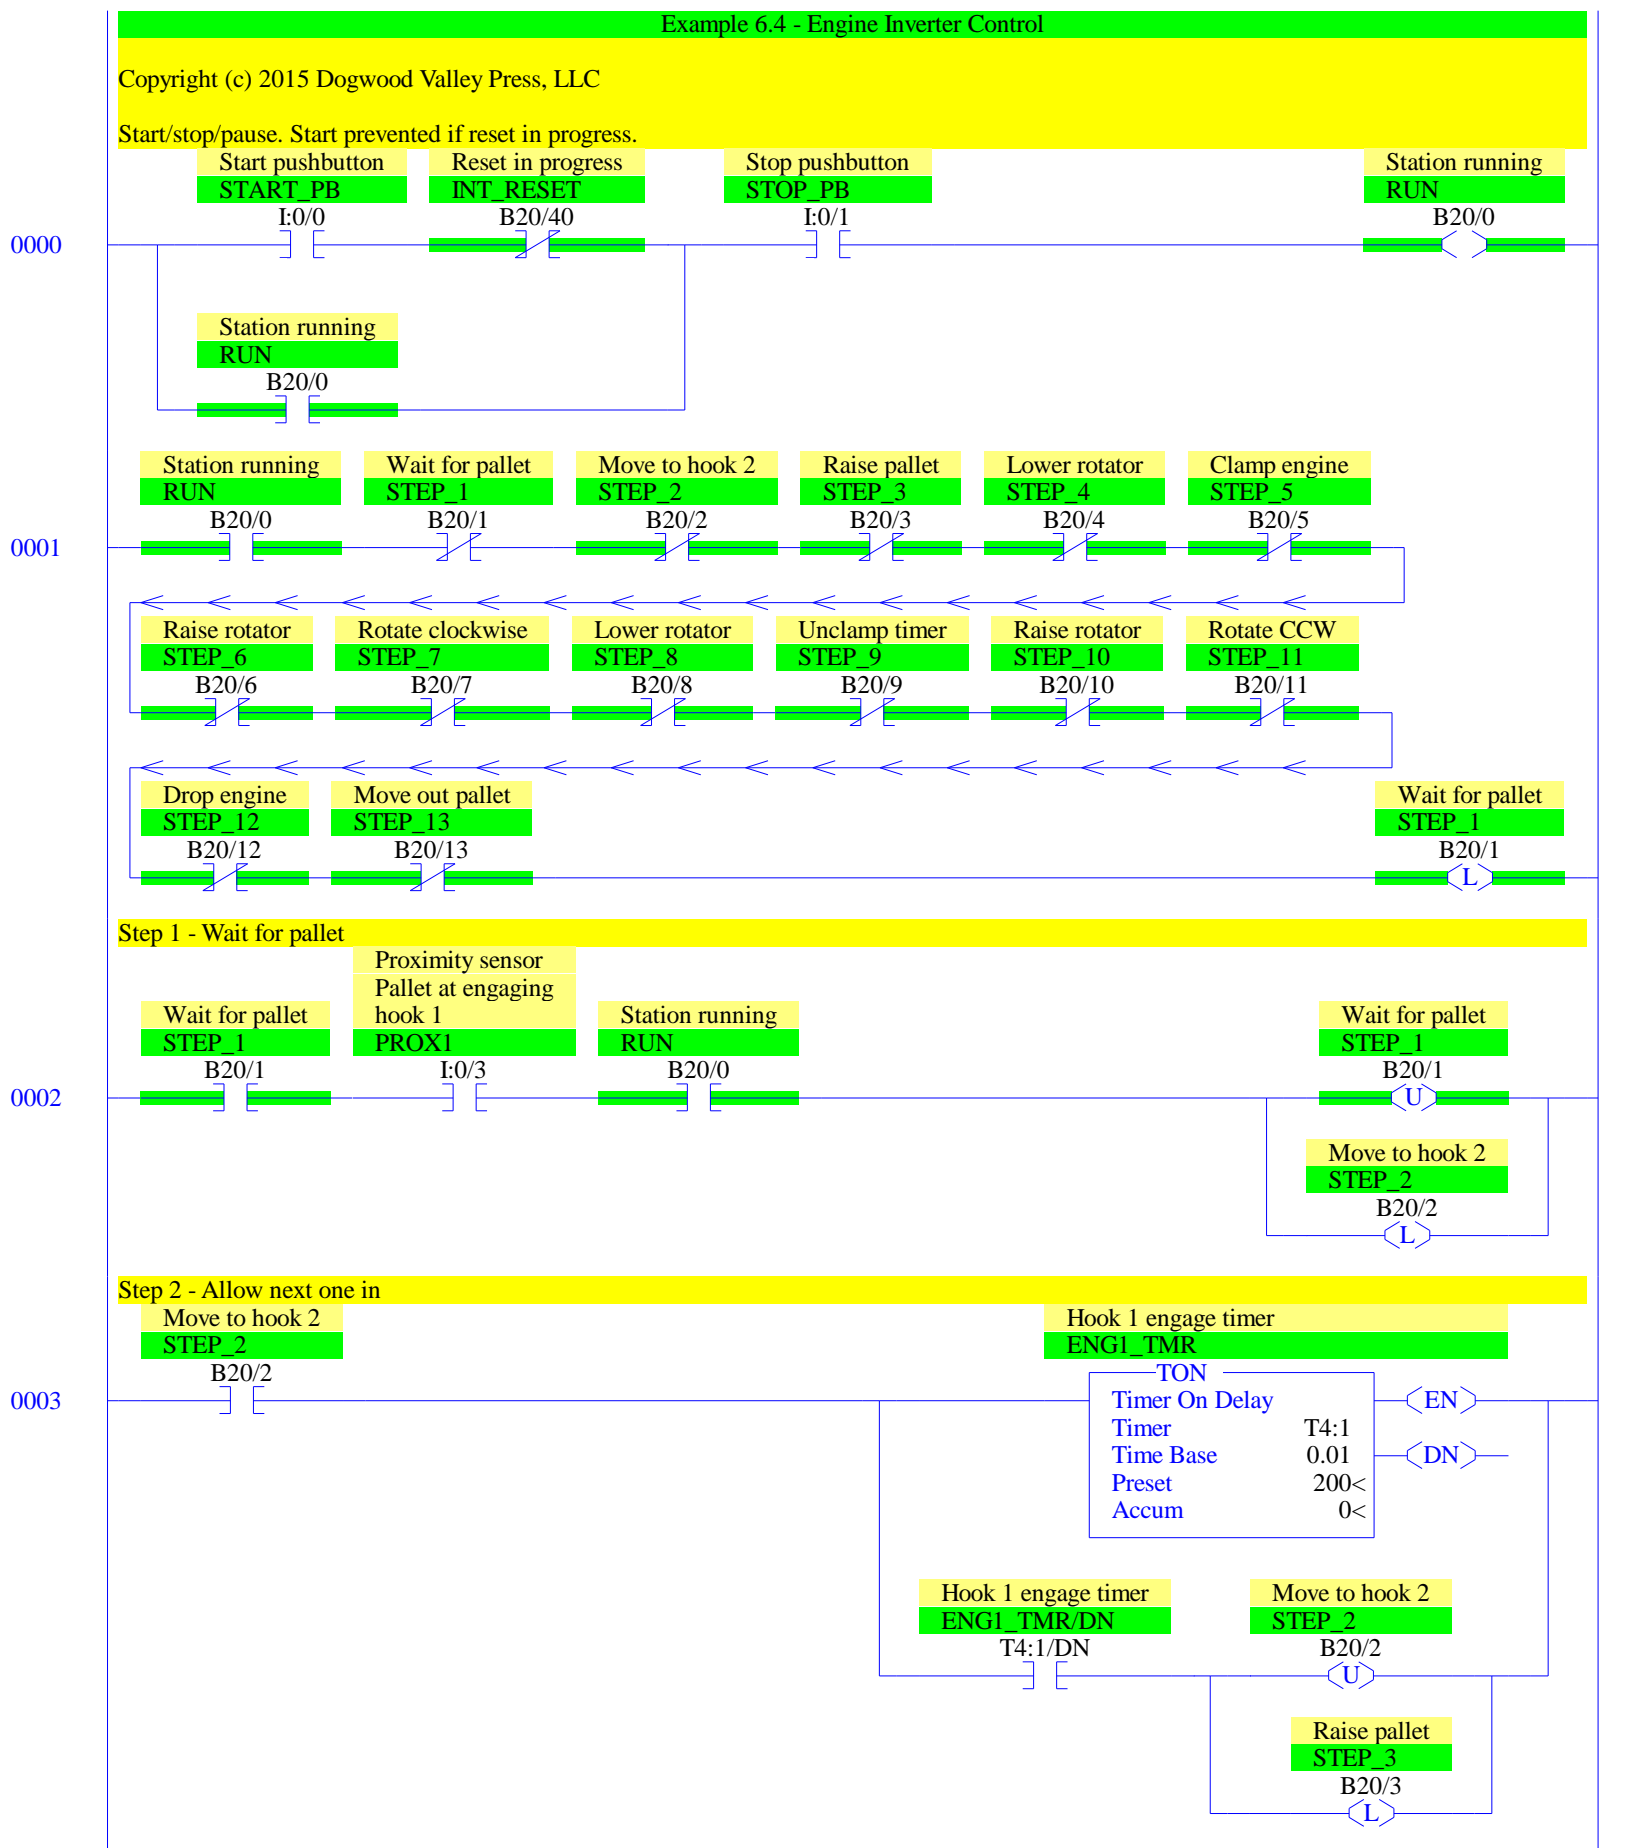 Example 6.4 - Engine Inverter Control
Copyright (c) 2015 Dogwood Valley Press, LLC
Start/stop/pause. Start prevented if reset in progress.
Start pushbutton Reset in progress Stop pushbutton Station running
START_PB INT_RESET STOP_PB RUN
I:0/0 B20/40 I:0/1 B20/0
0000
Station running
RUN
B20/0
Station running Wait for pallet Move to hook 2 Raise pallet Lower rotator Clamp engine
RUN STEP_1 STEP_2 STEP_3 STEP_4 STEP_5
B20/0 B20/1 B20/2 B20/3 B20/4 B20/5
0001
Raise rotator Rotate clockwise Lower rotator Unclamp timer Raise rotator Rotate CCW
STEP_6 STEP_7 STEP_8 STEP_9 STEP_10 STEP_11
B20/6 B20/7 B20/8 B20/9 B20/10 B20/11
Drop engine Move out pallet Wait for pallet
STEP_12 STEP_13 STEP_1
B20/12 B20/13 B20/1
L
Step 1 - Wait for pallet
Proximity sensor
Pallet at engaging
Wait for pallet hook 1 Station running Wait for pallet
STEP_1 PROX1 RUN STEP_1
B20/1 I:0/3 B20/0 B20/1
0002 U
Move to hook 2
STEP_2
B20/2
L
Step 2 - Allow next one in
Move to hook 2 Hook 1 engage timer
STEP_2 ENG1_TMR
B20/2 TON
0003 Timer On Delay EN
Timer T4:1
Time Base 0.01 DN
Preset 200<
Accum 0<
Hook 1 engage timer Move to hook 2
ENG1_TMR/DN STEP_2
T4:1/DN B20/2
U
Raise pallet
STEP_3
B20/3
L